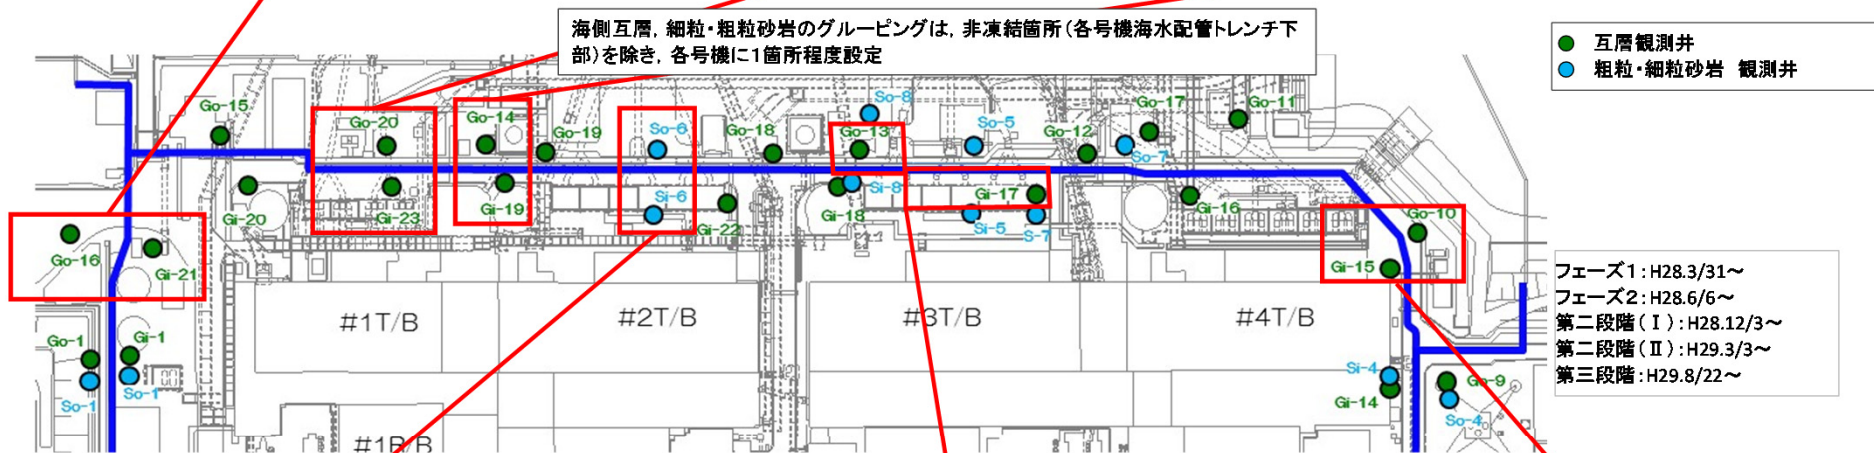 海側互層，細粒・粗粒砂岩のグルーピングは，非凍結箇所（各号機海水配管トレンチ下
部）を除き，各号機に1箇所程度設定
互層観測井
粗粒・細粒砂岩　観測井
Go-15
Go-20
Go-14
Go-19
So-6
Go-18
So-8
Go-13
So-5
Go-12
Go-17
So-7
Go-11
Gi-20
Gi-23
Gi-19
Si-6
Gi-22
Gi-18
Si-8
Gi-17
Si-5
S-7
Gi-16
Go-10
Gi-15
Go-16
Gi-21
フェーズ1：H28.3/31～
フェーズ2：H28.6/6～
第二段階（Ⅰ）：H28.12/3～
第二段階（Ⅱ）：H29.3/3～
第三段階：H29.8/22～
#1T/B
#2T/B
#3T/B
#4T/B
Go-1
Gi-1
So-1
So-1
Si-4
Gi-14
Go-9
So-4
#1R/B